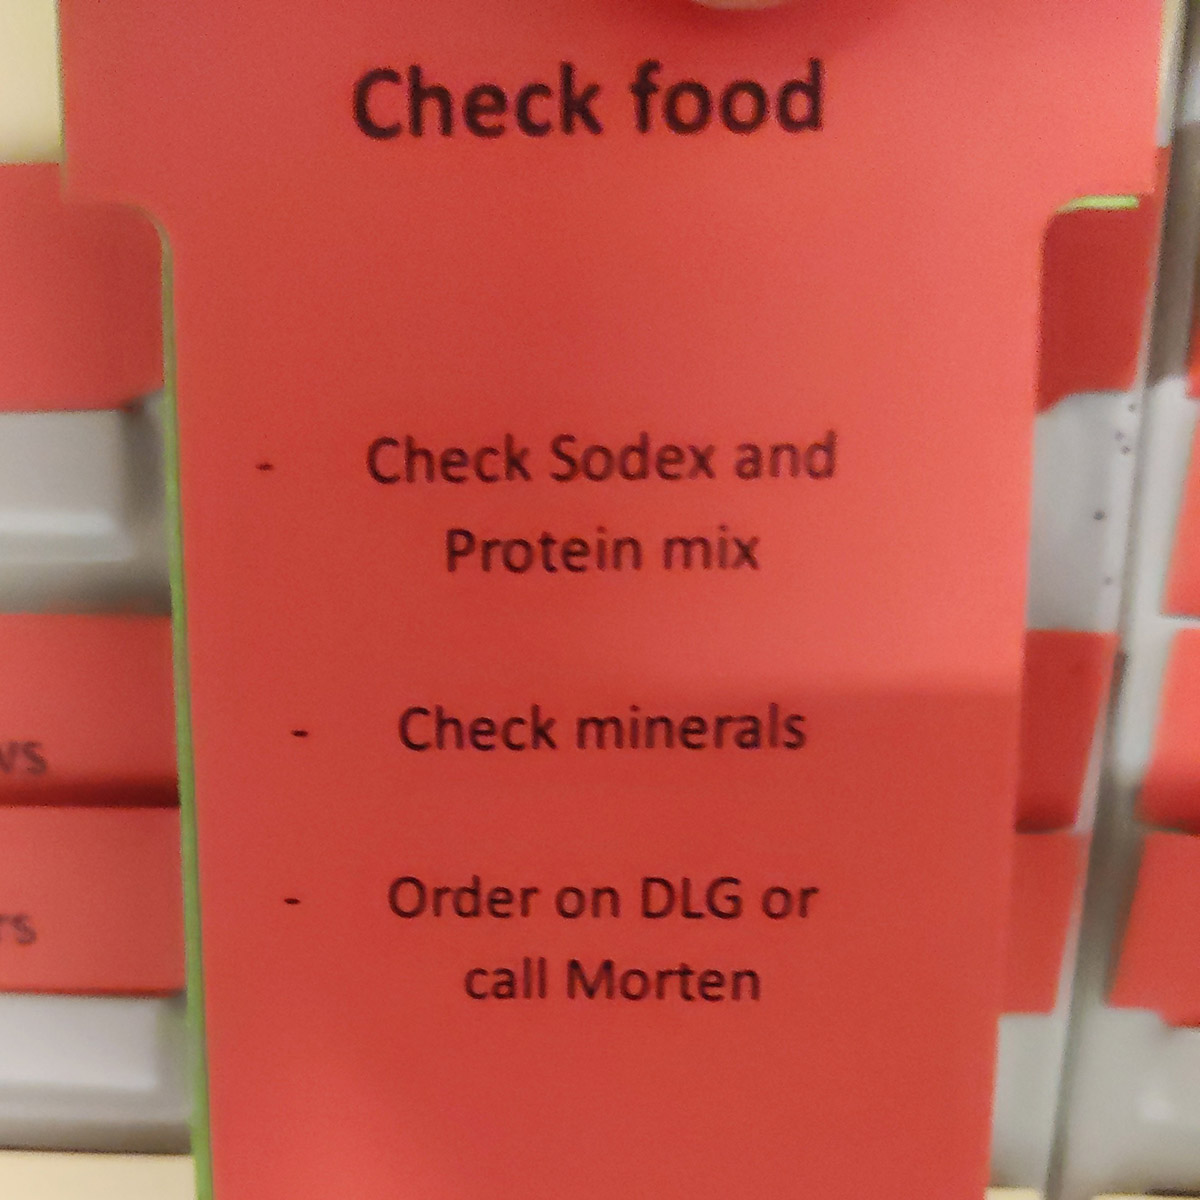 Check food
- Check Sodex and
Protein mix
- Check minerals
- Order on DLG or
call Morten